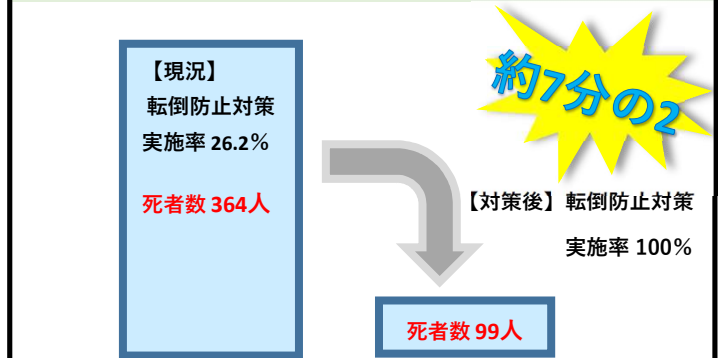 約7分の2
【現況】
転倒防止対策
実施率 26.2%
死者数 364人
【対策後】転倒防止対策
実施率 100%
死者数 99人